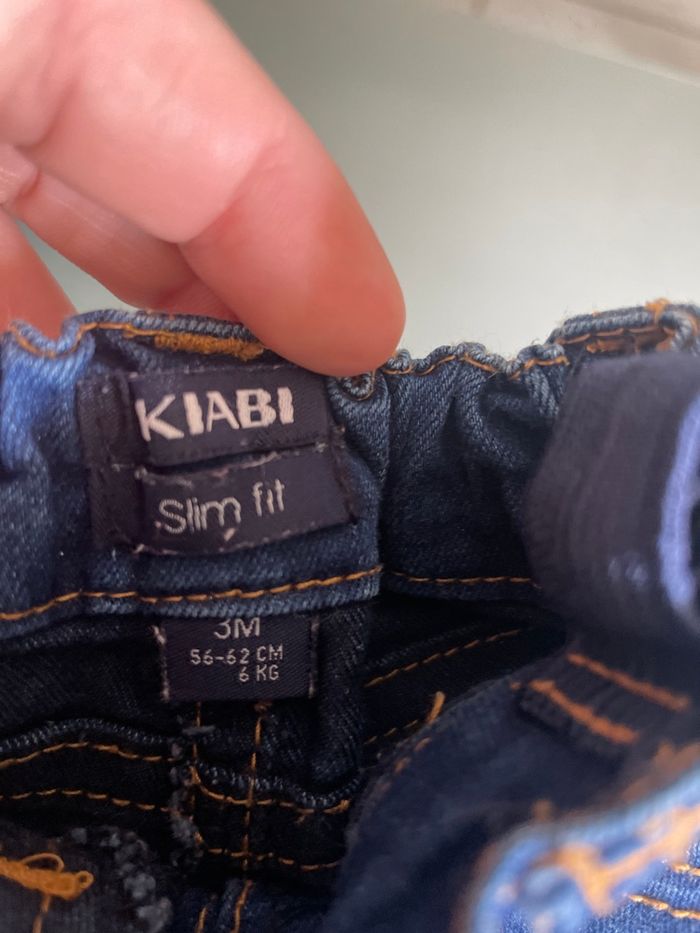 KIABI
Slim fit
3M
56-62 CM
6 KG